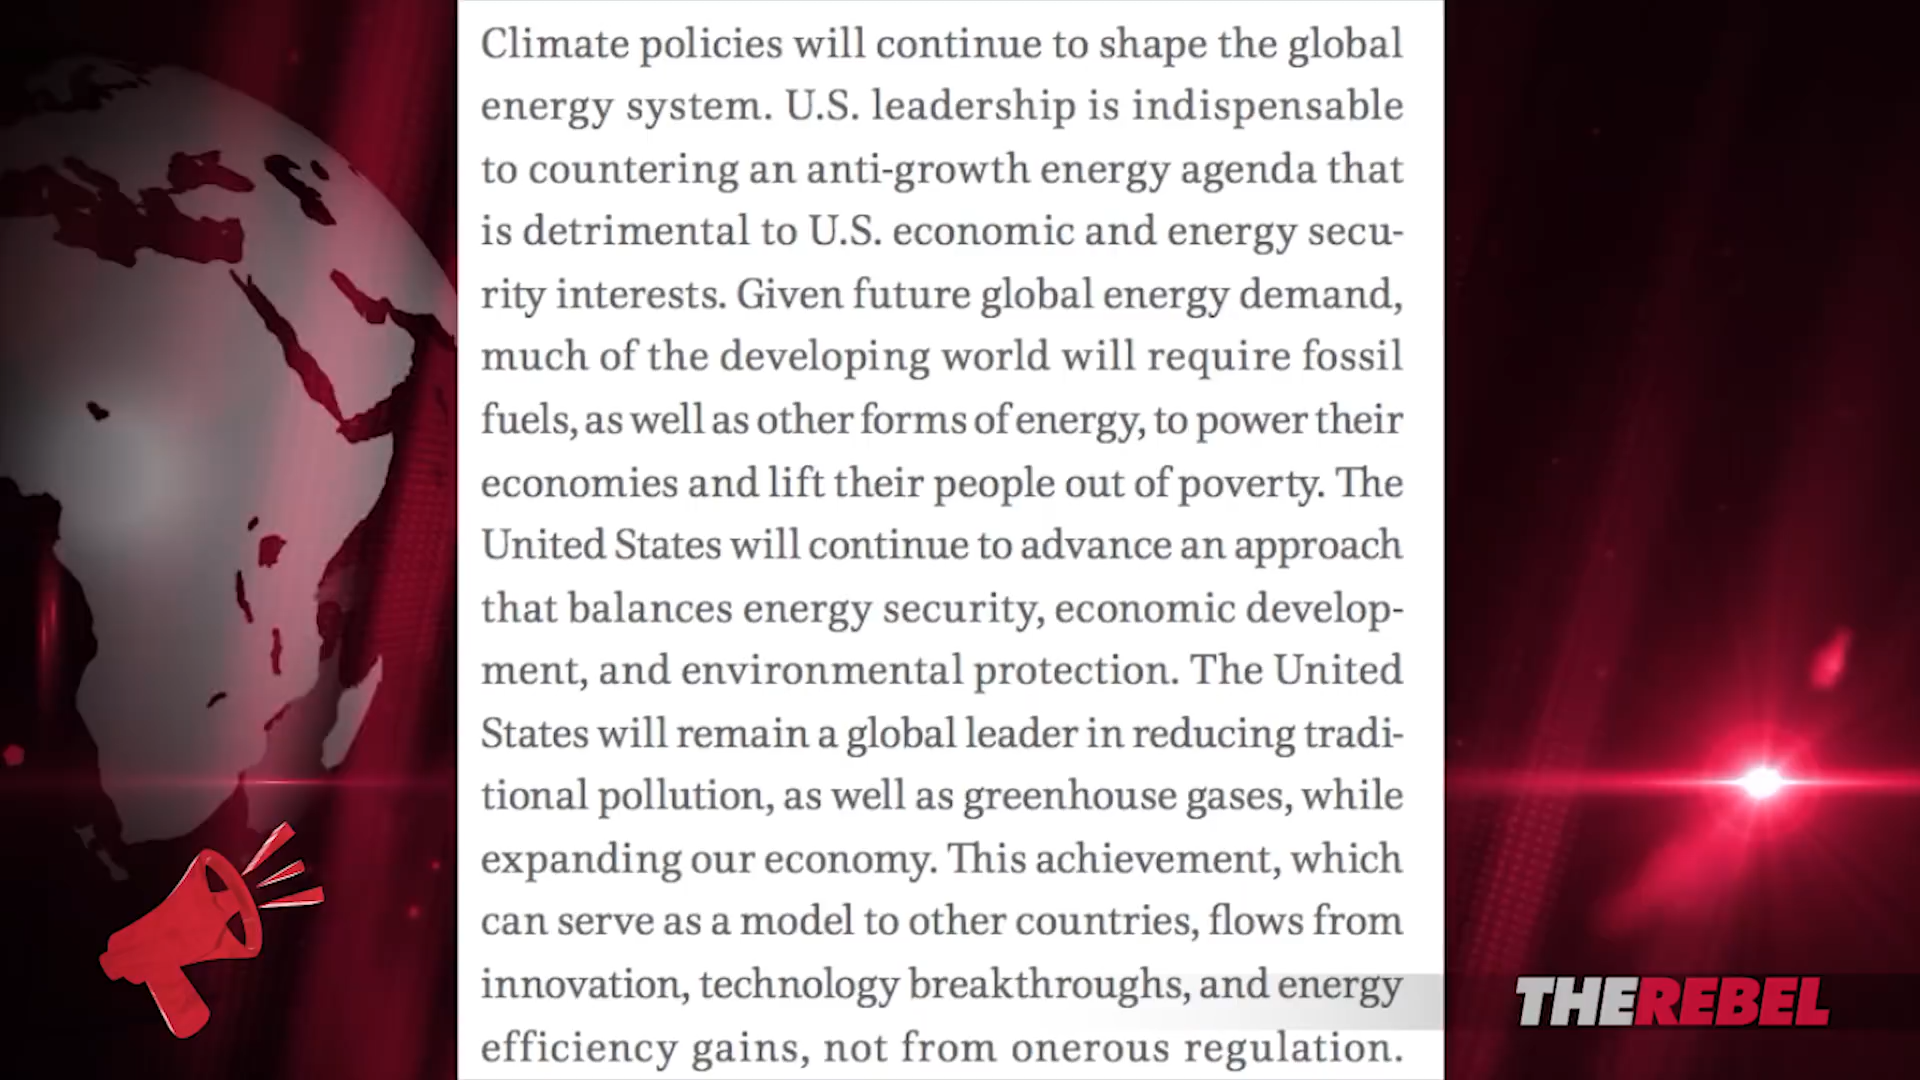 Climate policies will continue to shape the global
energy system. U.S. leadership is indispensable
to countering an anti-growth energy agenda that
is detrimental to U.S. economic and energy secu-
rity interests. Given future global energy demand,
much of the developing world will require fossil
fuels, as well as other forms of energy, to power their
economies and lift their people out of poverty. The
United States will continue to advance an approach
that balances energy security, economic develop-
ment, and environmental protection. The United
States will remain a global leader in reducing tradi-
tional pollution, as well as greenhouse gases, while
expanding our economy. This achievement, which
can serve as a model to other countries, flows from
innovation, technology breakthroughs, and energy
efficiency gains, not from onerous regulation.
THEREBEL